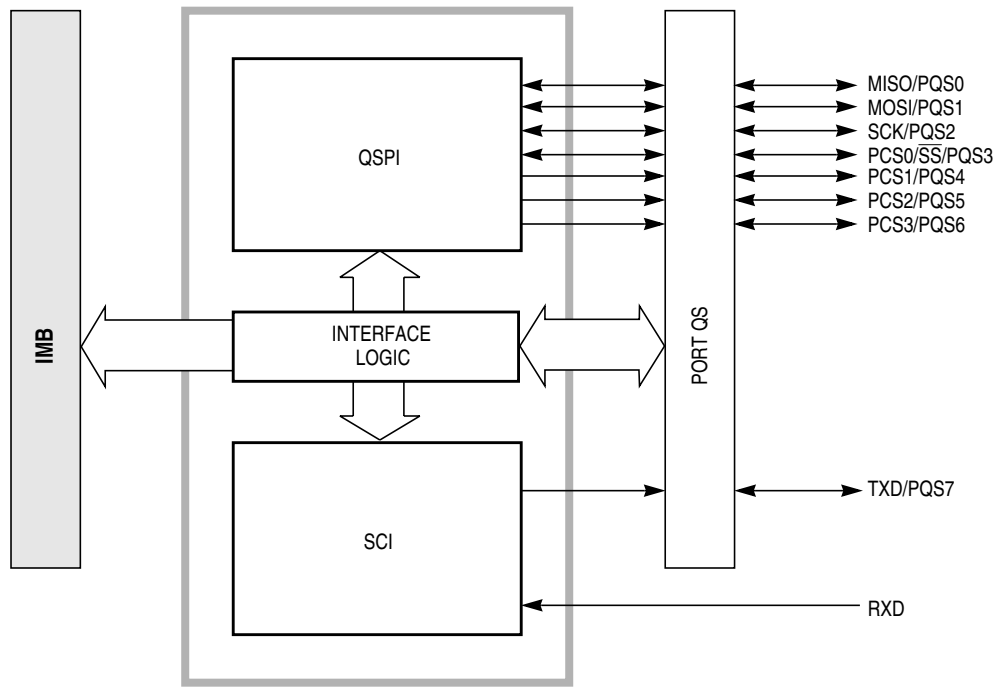 MISO/PQS0
MOSI/PQS1
SCK/PQS2
PCS0/S̅S̅/PQS3
PCS1/PQS4
PCS2/PQS5
PCS3/PQS6
QSPI
IMB
INTERFACE
LOGIC
PORT QS
TXD/PQS7
SCI
RXD